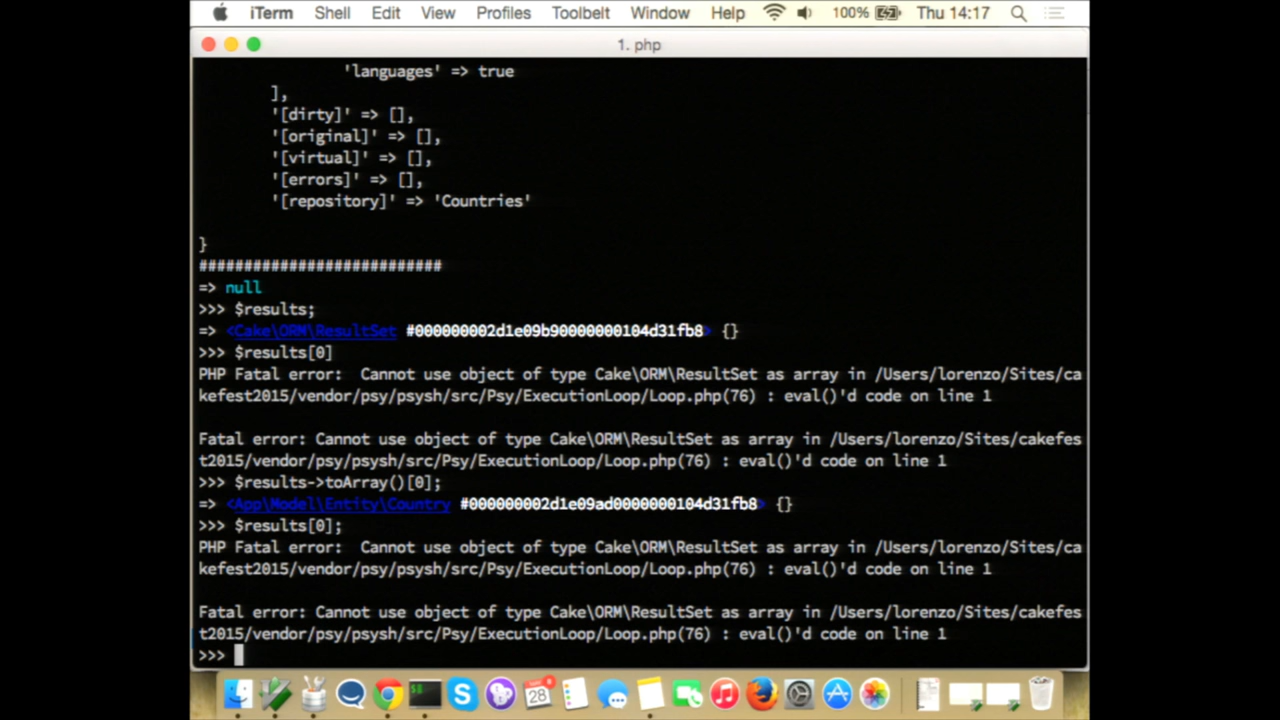 iTerm Shell Edit View Profiles Toolbelt Window Help 100% Thu 14:17
1. php
'languages' => true
],
'[dirty]' => [],
'[original]' => [],
'[virtual]' => [],
'[errors]' => [],
'[repository]' => 'Countries'
}
###########################
=> null
>>> $results;
=> <Cake\ORM\ResultSet #000000002d1e09b90000000104d31fb8> {}
>>> $results[0]
PHP Fatal error:  Cannot use object of type Cake\ORM\ResultSet as array in /Users/lorenzo/Sites/ca
kefest2015/vendor/psy/psysh/src/Psy/ExecutionLoop/Loop.php(76) : eval()'d code on line 1
Fatal error: Cannot use object of type Cake\ORM\ResultSet as array in /Users/lorenzo/Sites/cakefes
t2015/vendor/psy/psysh/src/Psy/ExecutionLoop/Loop.php(76) : eval()'d code on line 1
>>> $results->toArray()[0];
=> <App\Model\Entity\Country #000000002d1e09ad0000000104d31fb8> {}
>>> $results[0];
PHP Fatal error:  Cannot use object of type Cake\ORM\ResultSet as array in /Users/lorenzo/Sites/ca
kefest2015/vendor/psy/psysh/src/Psy/ExecutionLoop/Loop.php(76) : eval()'d code on line 1
Fatal error: Cannot use object of type Cake\ORM\ResultSet as array in /Users/lorenzo/Sites/cakefes
t2015/vendor/psy/psysh/src/Psy/ExecutionLoop/Loop.php(76) : eval()'d code on line 1
>>>
28